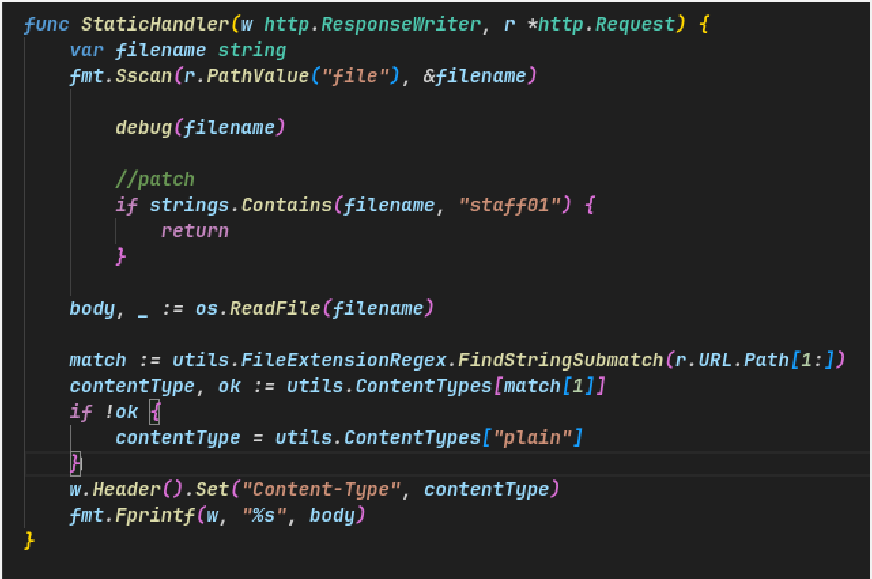 func StaticHandler(w http.ResponseWriter, r *http.Request) {
    var filename string
    fmt.Sscan(r.PathValue("file"), &filename)

        debug(filename)

        //patch
        if strings.Contains(filename, "staff01") {
            return
        }

    body, _ := os.ReadFile(filename)

    match := utils.FileExtensionRegex.FindStringSubmatch(r.URL.Path[1:])
    contentType, ok := utils.ContentTypes[match[1]]
    if !ok {
        contentType = utils.ContentTypes["plain"]
    }
    w.Header().Set("Content-Type", contentType)
    fmt.Fprintf(w, "%s", body)
}